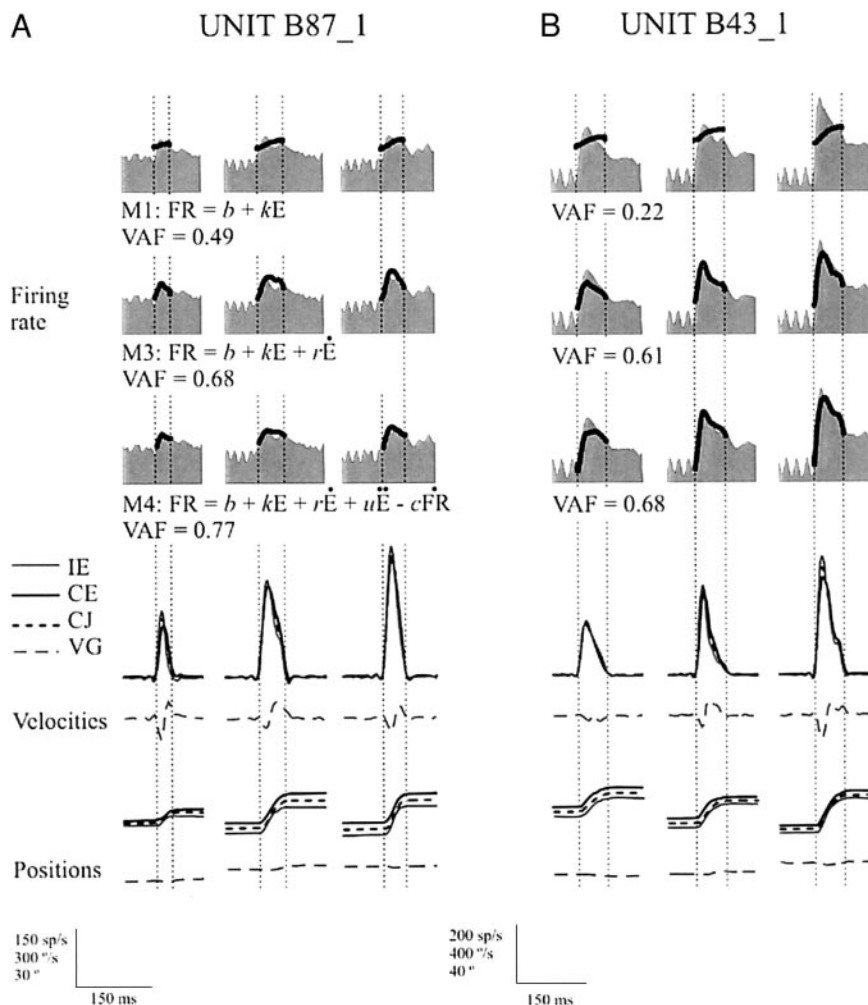 A UNIT B87_1
B UNIT B43_1
M1: FR = b + kE
VAF = 0.49
VAF = 0.22
Firing
rate
M3: FR = b + kE + rĖ
VAF = 0.68
VAF = 0.61
M4: FR = b + kE + rĖ + uË - cḞR
VAF = 0.77
VAF = 0.68
IE
CE
CJ
VG
Velocities
Positions
150 sp/s
300 °/s
30 °
150 ms
200 sp/s
400 °/s
40 °
150 ms